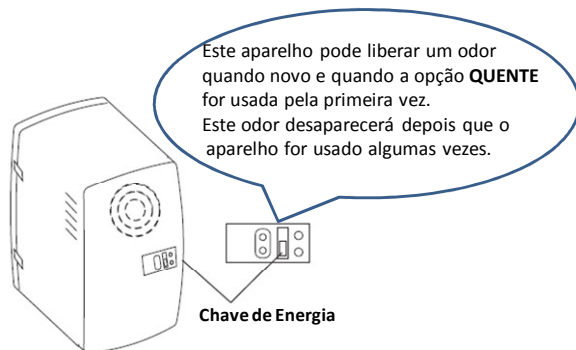 Este aparelho pode liberar um odor
quando novo e quando a opção QUENTE
for usada pela primeira vez.
Este odor desaparecerá depois que o
aparelho for usado algumas vezes.
Chave de Energia